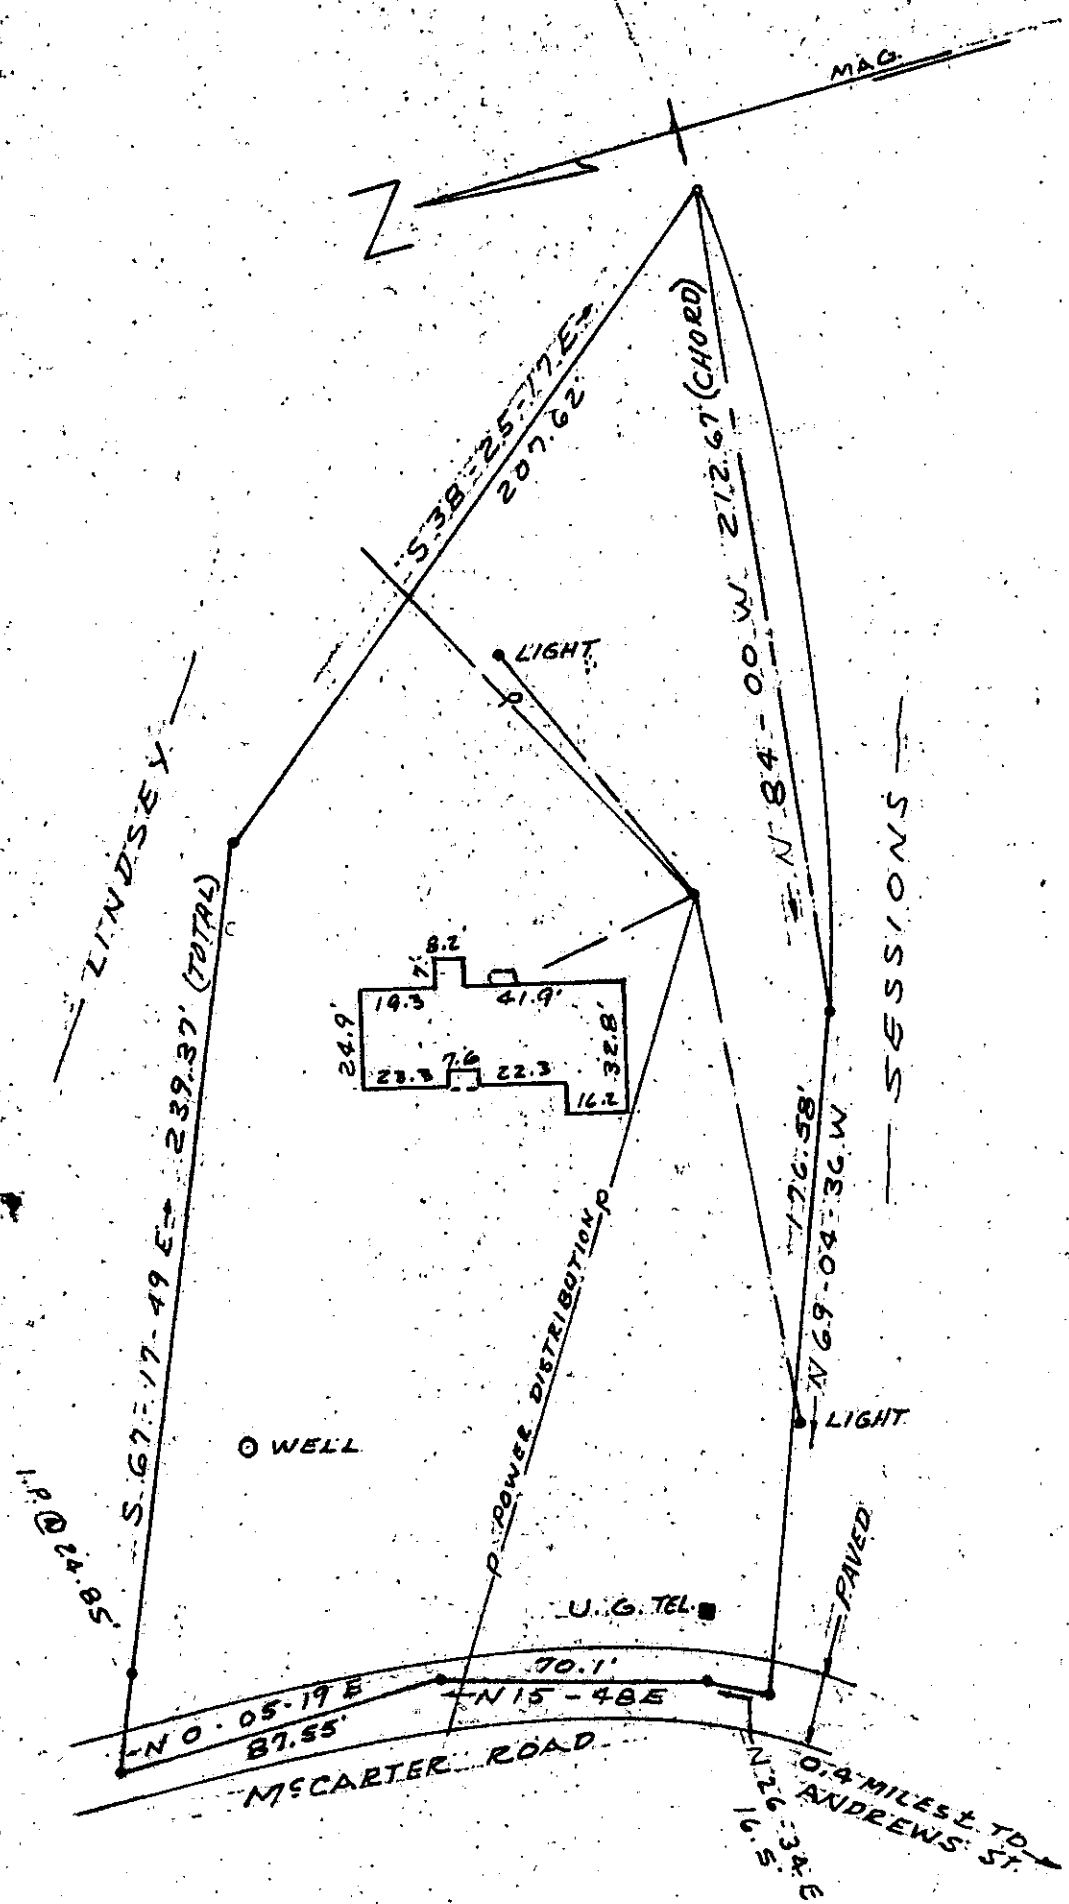 MAG.
N
S 38-25-17 E
207.62'
N 84-00 W 212.67 (CHORD)
LIGHT
LINDSEY
SESSIONS
S 67-17-49 E 239.37' (TOTAL)
8.2'
7'
19.3
41.9'
24.9'
32.8'
23.3
7.6
22.3
16.2
176.58'
N 69-04-36 W
P POWER DISTRIBUTION P
P
WELL
LIGHT
I.P. @ 24.85'
PAVED
U.G. TEL.
70.1'
N 15-48 E
N 0-05-19 E
87.55'
McCARTER ROAD
N 26-34 E
16.5'
0.4 MILES ± TO
ANDREWS ST.